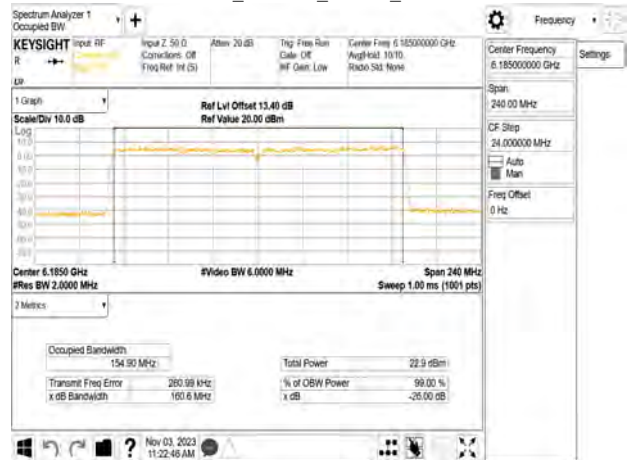 Spectrum Analyzer 1
Occupied BW
Frequency
KEYSIGHT
Input: RF
Input Z: 50 Ω
Corrections: Off
Freq Ref: Int (S)
Atten: 20 dB
Trig: Free Run
Gate: Off
#IF Gain: Low
Center Freq: 6.185000000 GHz
Avg|Hold: 10/10
Radio Std: None
R
Center Frequency
6.185000000 GHz
Settings
Span
240.00 MHz
CF Step
24.000000 MHz
Auto
Man
Freq Offset
0 Hz
1 Graph
Scale/Div 10.0 dB
Ref Lvl Offset 13.40 dB
Ref Value 20.00 dBm
Log
Center 6.1850 GHz
#Res BW 2.0000 MHz
#Video BW 6.0000 MHz
Span 240 MHz
Sweep 1.00 ms (1001 pts)
2 Metrics
Occupied Bandwidth
154.90 MHz
Total Power
22.9 dBm
Transmit Freq Error
260.99 kHz
% of OBW Power
99.00 %
x dB Bandwidth
160.6 MHz
x dB
-26.00 dB
Nov 03, 2023
11:22:46 AM